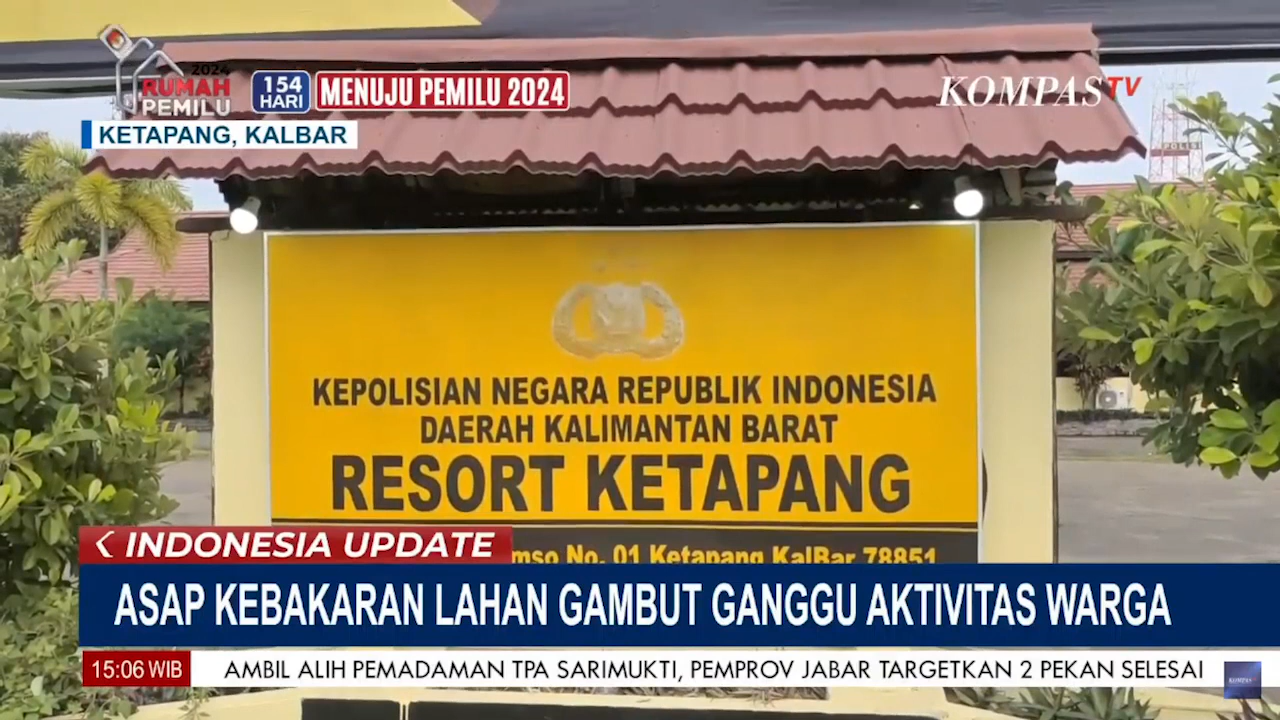 2024
RUMAH
PEMILU
154
HARI
MENUJU PEMILU 2024
KOMPASTV
KETAPANG, KALBAR
POLISI
KEPOLISIAN NEGARA REPUBLIK INDONESIA
DAERAH KALIMANTAN BARAT
RESORT KETAPANG
No. 01 Ketapang KalBar 78851
INDONESIA UPDATE
ASAP KEBAKARAN LAHAN GAMBUT GANGGU AKTIVITAS WARGA
15:06 WIB
AMBIL ALIH PEMADAMAN TPA SARIMUKTI, PEMPROV JABAR TARGETKAN 2 PEKAN SELESAI